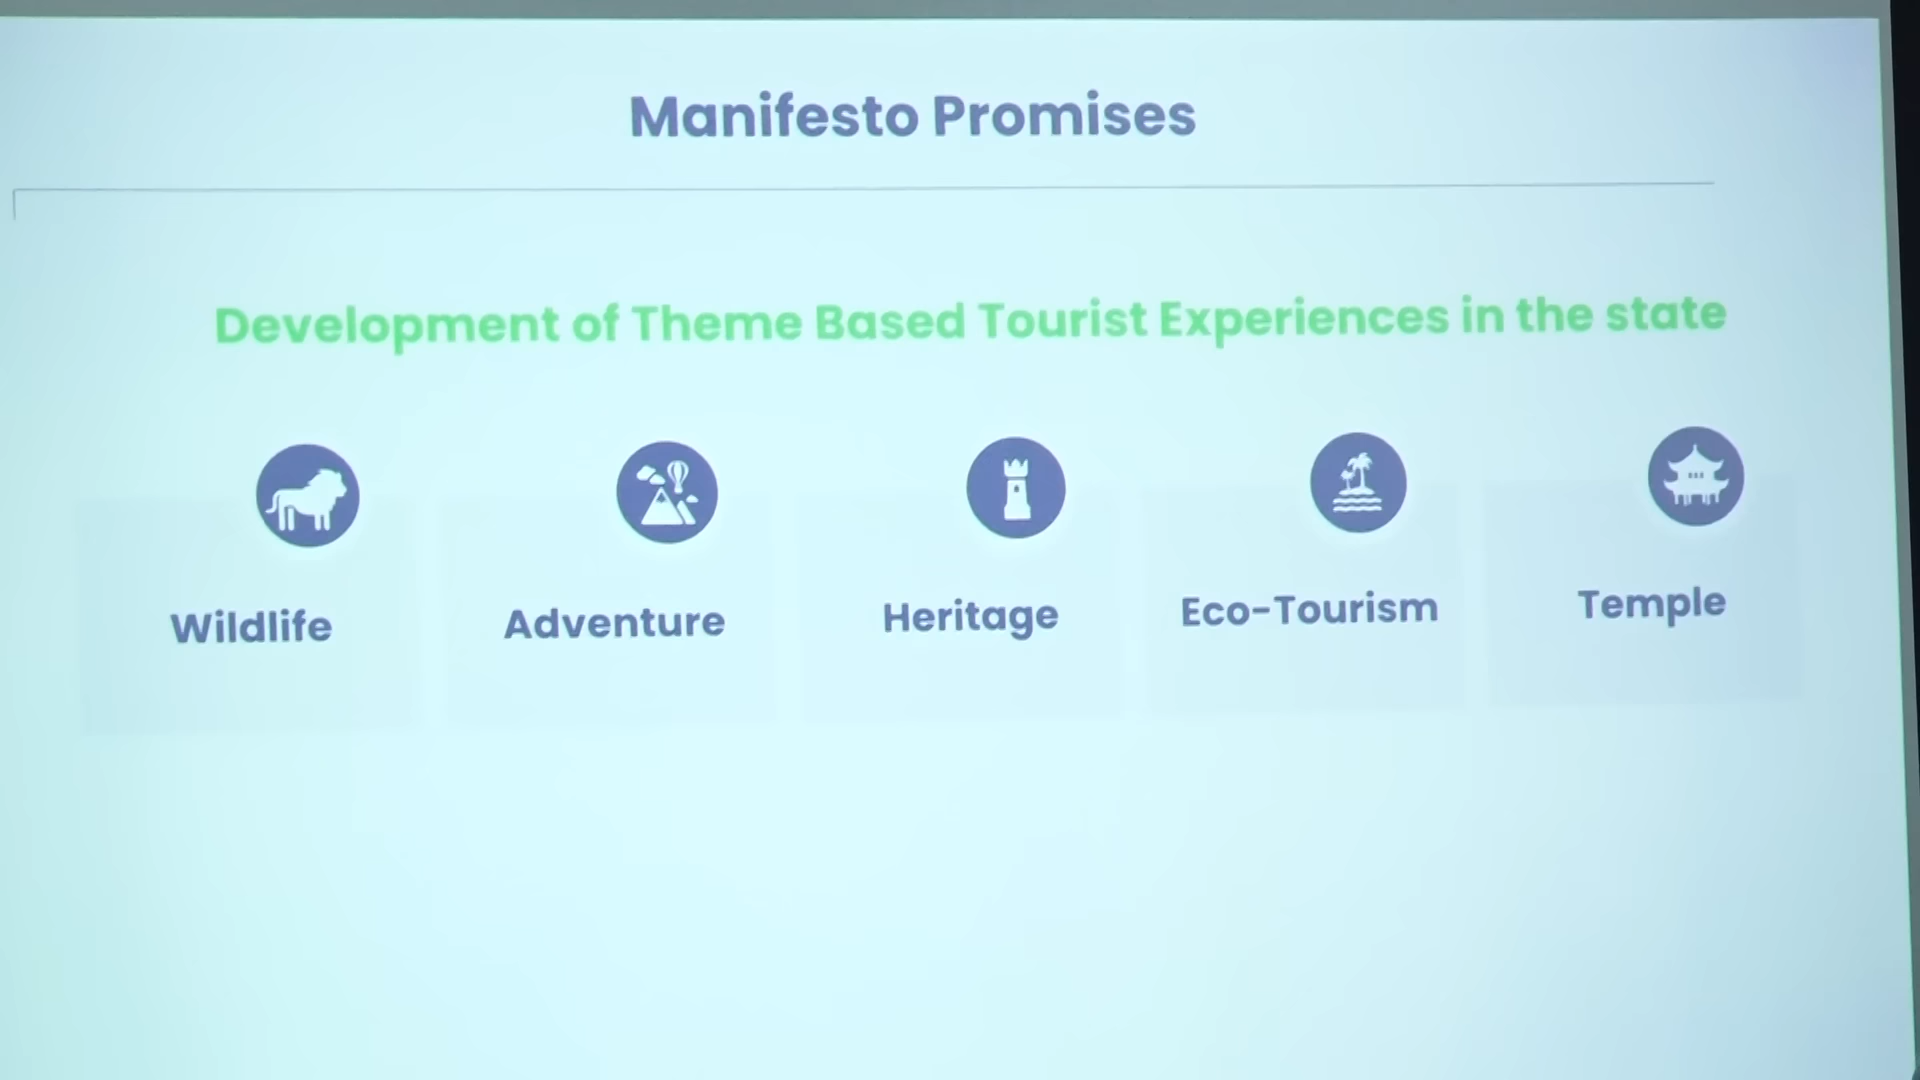 Manifesto Promises
Development of Theme Based Tourist Experiences in the state
Wildlife
Adventure
Heritage
Eco-Tourism
Temple